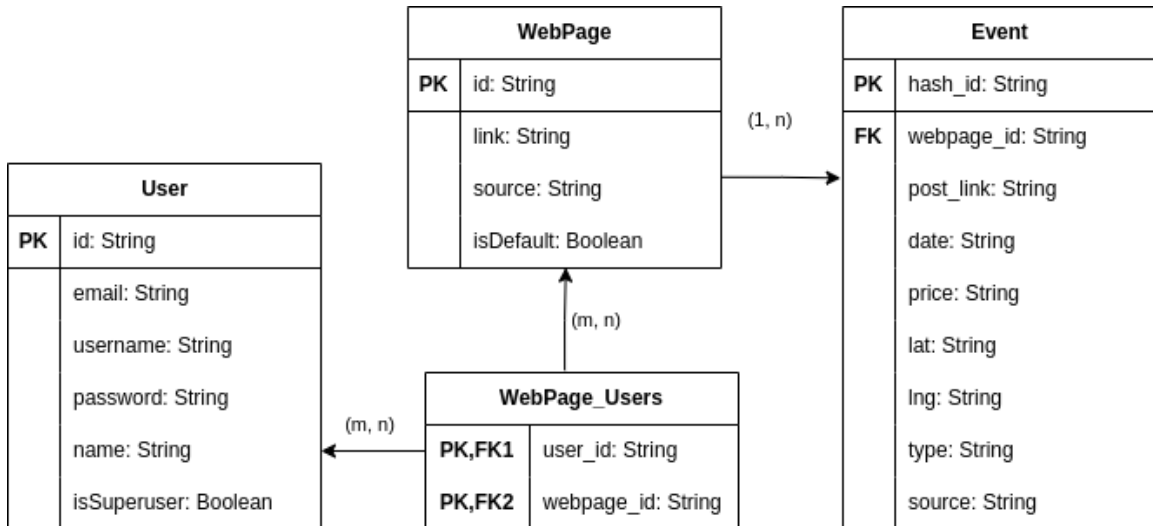 WebPage
PK id: String
link: String
source: String
isDefault: Boolean
(1, n)
Event
PK hash_id: String
FK webpage_id: String
post_link: String
date: String
price: String
lat: String
lng: String
type: String
source: String
User
PK id: String
email: String
username: String
password: String
name: String
isSuperuser: Boolean
(m, n)
(m, n)
WebPage_Users
PK,FK1 user_id: String
PK,FK2 webpage_id: String